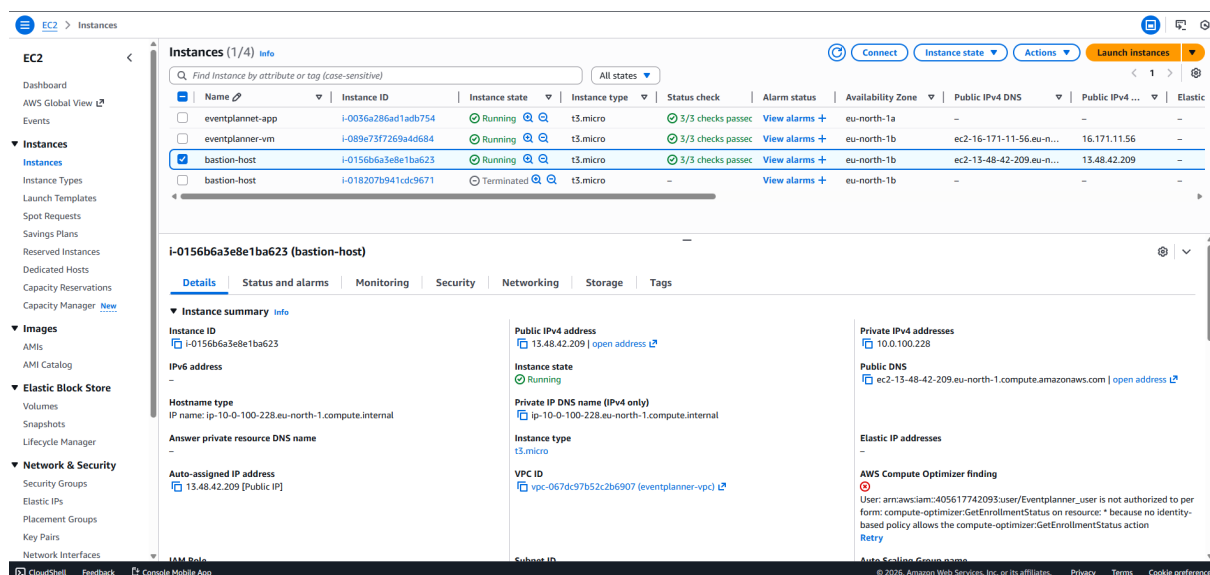 EC2 > Instances
EC2
Dashboard
AWS Global View
Events
Instances
Instances
Instance Types
Launch Templates
Spot Requests
Savings Plans
Reserved Instances
Dedicated Hosts
Capacity Reservations
Capacity Manager New
Images
AMIs
AMI Catalog
Elastic Block Store
Volumes
Snapshots
Lifecycle Manager
Network & Security
Security Groups
Elastic IPs
Placement Groups
Key Pairs
Network Interfaces
Instances (1/4) Info
Connect Instance state Actions Launch instances
Find Instance by attribute or tag (case-sensitive) All states 1
Name Instance ID Instance state Instance type Status check Alarm status Availability Zone Public IPv4 DNS Public IPv4 ... Elastic
eventplannet-app i-0036a286ad1adb754 Running t3.micro 3/3 checks passec View alarms + eu-north-1a – – –
eventplanner-vm i-089e73f7269a4d684 Running t3.micro 3/3 checks passec View alarms + eu-north-1b ec2-16-171-11-56.eu-n... 16.171.11.56 –
bastion-host i-0156b6a3e8e1ba623 Running t3.micro 3/3 checks passec View alarms + eu-north-1b ec2-13-48-42-209.eu-n... 13.48.42.209 –
bastion-host i-018207b941cdc9671 Terminated t3.micro – View alarms + eu-north-1b – – –
i-0156b6a3e8e1ba623 (bastion-host)
Details Status and alarms Monitoring Security Networking Storage Tags
Instance summary Info
Instance ID
i-0156b6a3e8e1ba623
Public IPv4 address
13.48.42.209 | open address
Private IPv4 addresses
10.0.100.228
IPv6 address
–
Instance state
Running
Public DNS
ec2-13-48-42-209.eu-north-1.compute.amazonaws.com | open address
Hostname type
IP name: ip-10-0-100-228.eu-north-1.compute.internal
Private IP DNS name (IPv4 only)
ip-10-0-100-228.eu-north-1.compute.internal
Answer private resource DNS name
–
Instance type
t3.micro
Elastic IP addresses
–
Auto-assigned IP address
13.48.42.209 [Public IP]
VPC ID
vpc-067dc97b52c2b6907 (eventplanner-vpc)
AWS Compute Optimizer finding
User: arn:aws:iam::405617742093:user/Eventplanner_user is not authorized to per
form: compute-optimizer:GetEnrollmentStatus on resource: * because no identity-
based policy allows the compute-optimizer:GetEnrollmentStatus action
Retry
IAM Role
Subnet ID
Auto Scaling Group name
CloudShell Feedback Console Mobile App © 2026, Amazon Web Services, Inc. or its affiliates. Privacy Terms Cookie preference